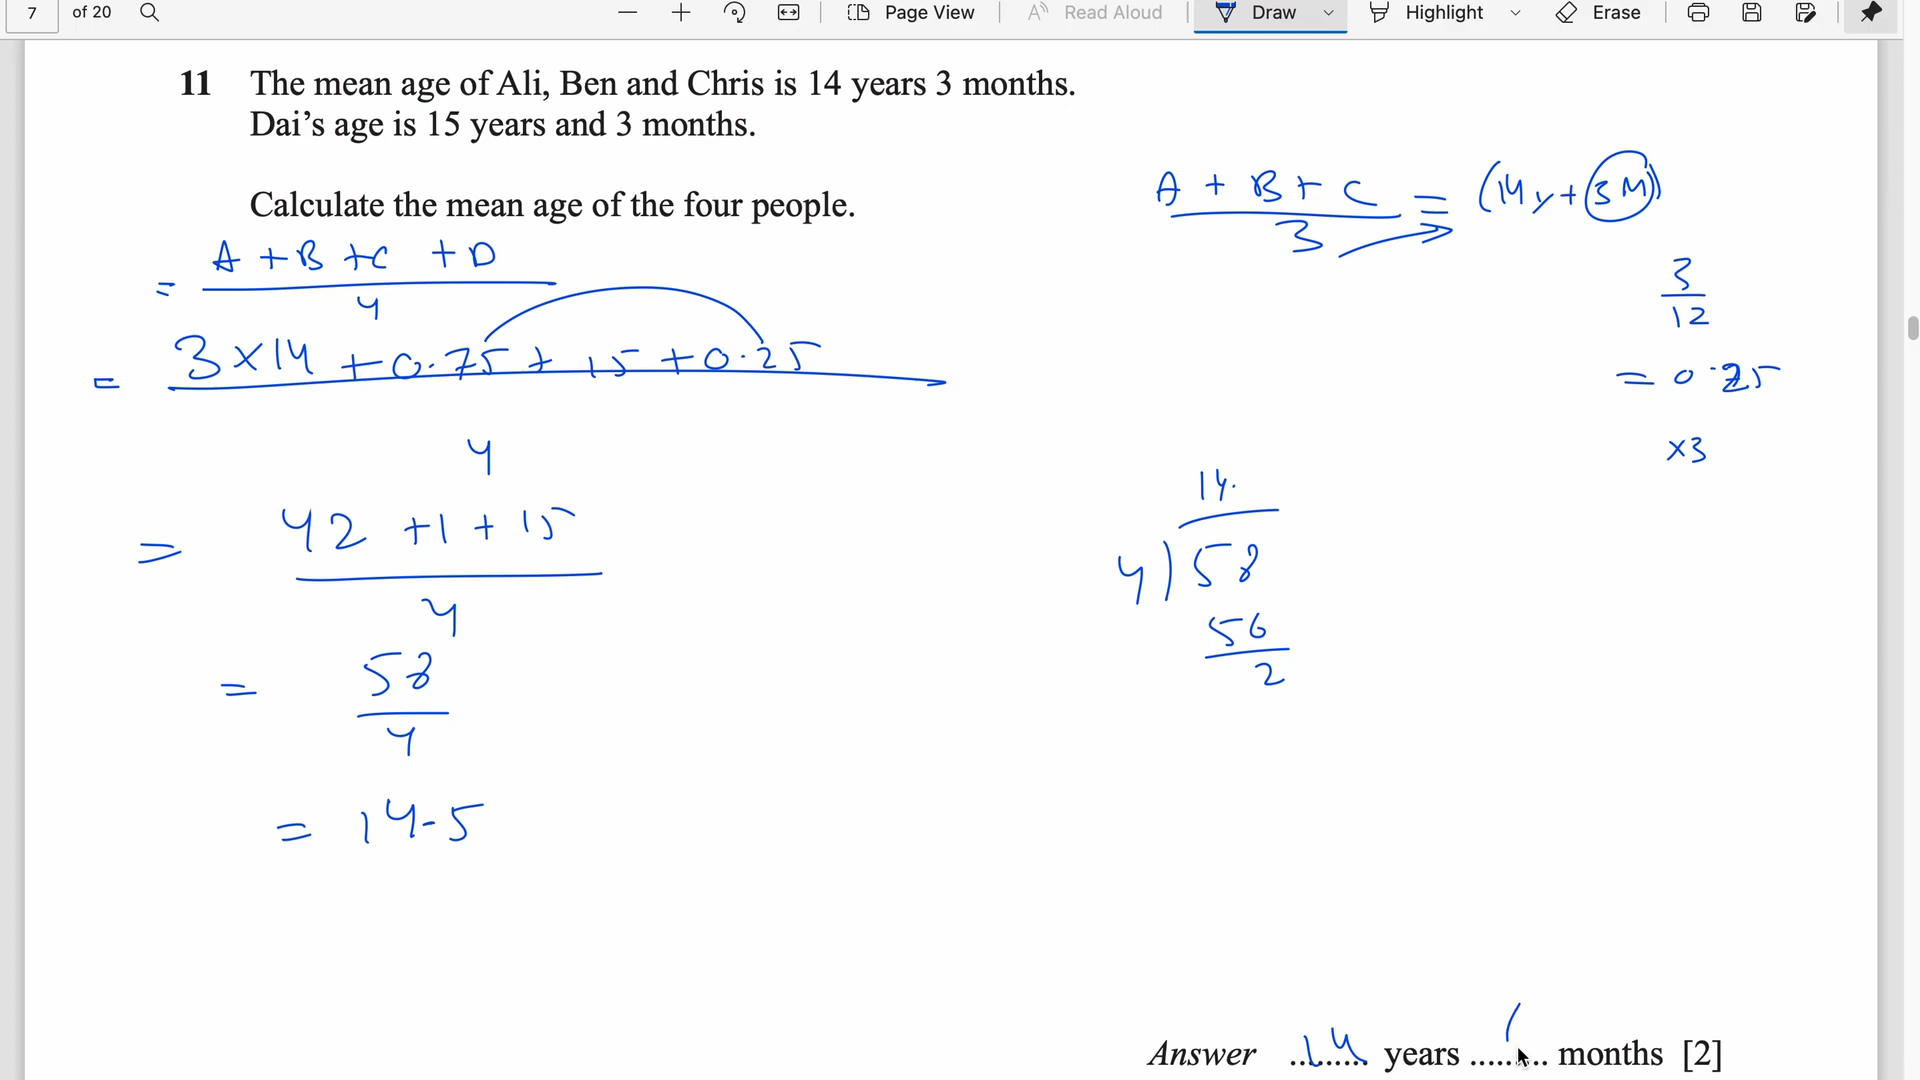 7 of 20 Page View Read Aloud Draw Highlight Erase
11 The mean age of Ali, Ben and Chris is 14 years 3 months.
Dai’s age is 15 years and 3 months.
Calculate the mean age of the four people.
A + B + C / 3 = (14y + 3M)
= A + B + C + D / 4
3 / 12
= 0.25
×3
= 3 × 14 + 0.75 + 15 + 0.25 / 4
= 42 + 1 + 15 / 4
14.
4 ) 58
56
2
= 58 / 4
= 14.5
Answer 14 years ......... months [2]